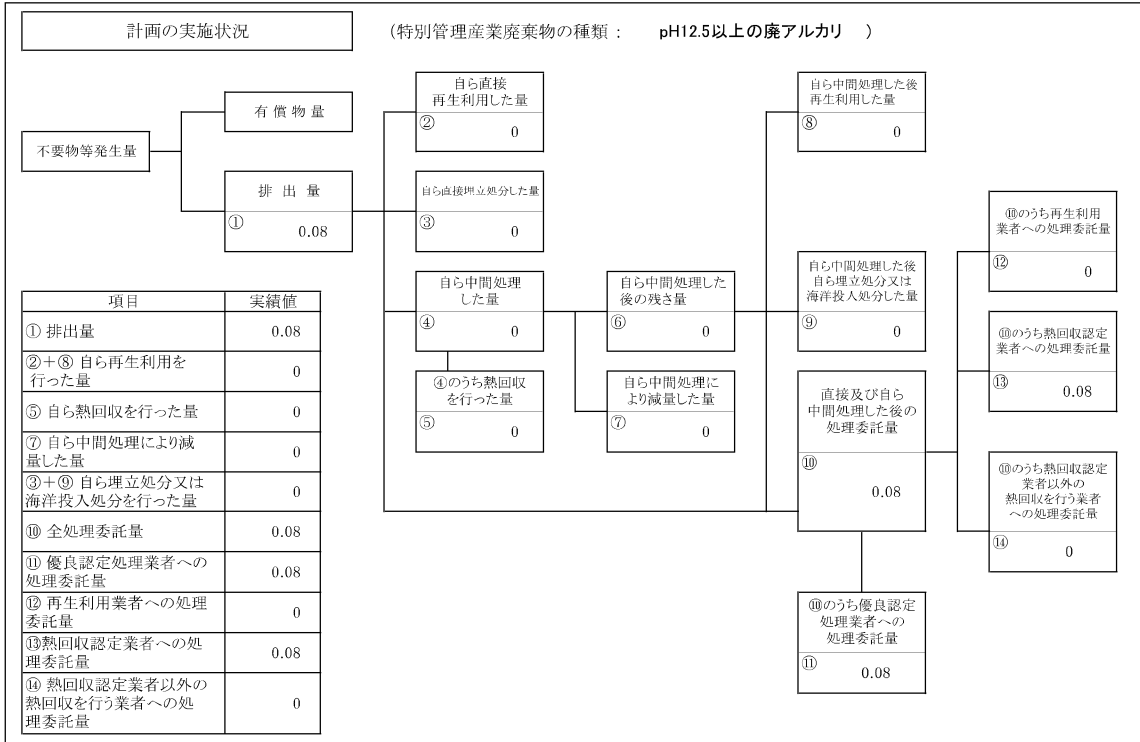 計画の実施状況
(特別管理産業廃棄物の種類： pH12.5以上の廃アルカリ )
不要物等発生量
有償物量
排出量
①
0.08
自ら直接
再生利用した量
②
0
自ら直接埋立処分した量
③
0
自ら中間処理
した量
④
0
④のうち熱回収
を行った量
⑤
0
自ら中間処理した
後の残さ量
⑥
0
自ら中間処理に
より減量した量
⑦
0
自ら中間処理した後
再生利用した量
⑧
0
自ら中間処理した後
自ら埋立処分又は
海洋投入処分した量
⑨
0
直接及び自ら
中間処理した後の
処理委託量
⑩
0.08
⑩のうち優良認定
処理業者への
処理委託量
⑪
0.08
⑩のうち再生利用
業者への処理委託量
⑫
0
⑩のうち熱回収認定
業者への処理委託量
⑬
0.08
⑩のうち熱回収認定
業者以外の
熱回収を行う業者
への処理委託量
⑭
0
項目 実績値
① 排出量 0.08
②＋⑧ 自ら再生利用を
行った量 0
⑤ 自ら熱回収を行った量 0
⑦ 自ら中間処理により減
量した量 0
③＋⑨ 自ら埋立処分又は
海洋投入処分を行った量 0
⑩ 全処理委託量 0.08
⑪ 優良認定処理業者への
処理委託量 0.08
⑫ 再生利用業者への処理
委託量 0
⑬熱回収認定業者への処
理委託量 0.08
⑭ 熱回収認定業者以外の
熱回収を行う業者への処
理委託量 0